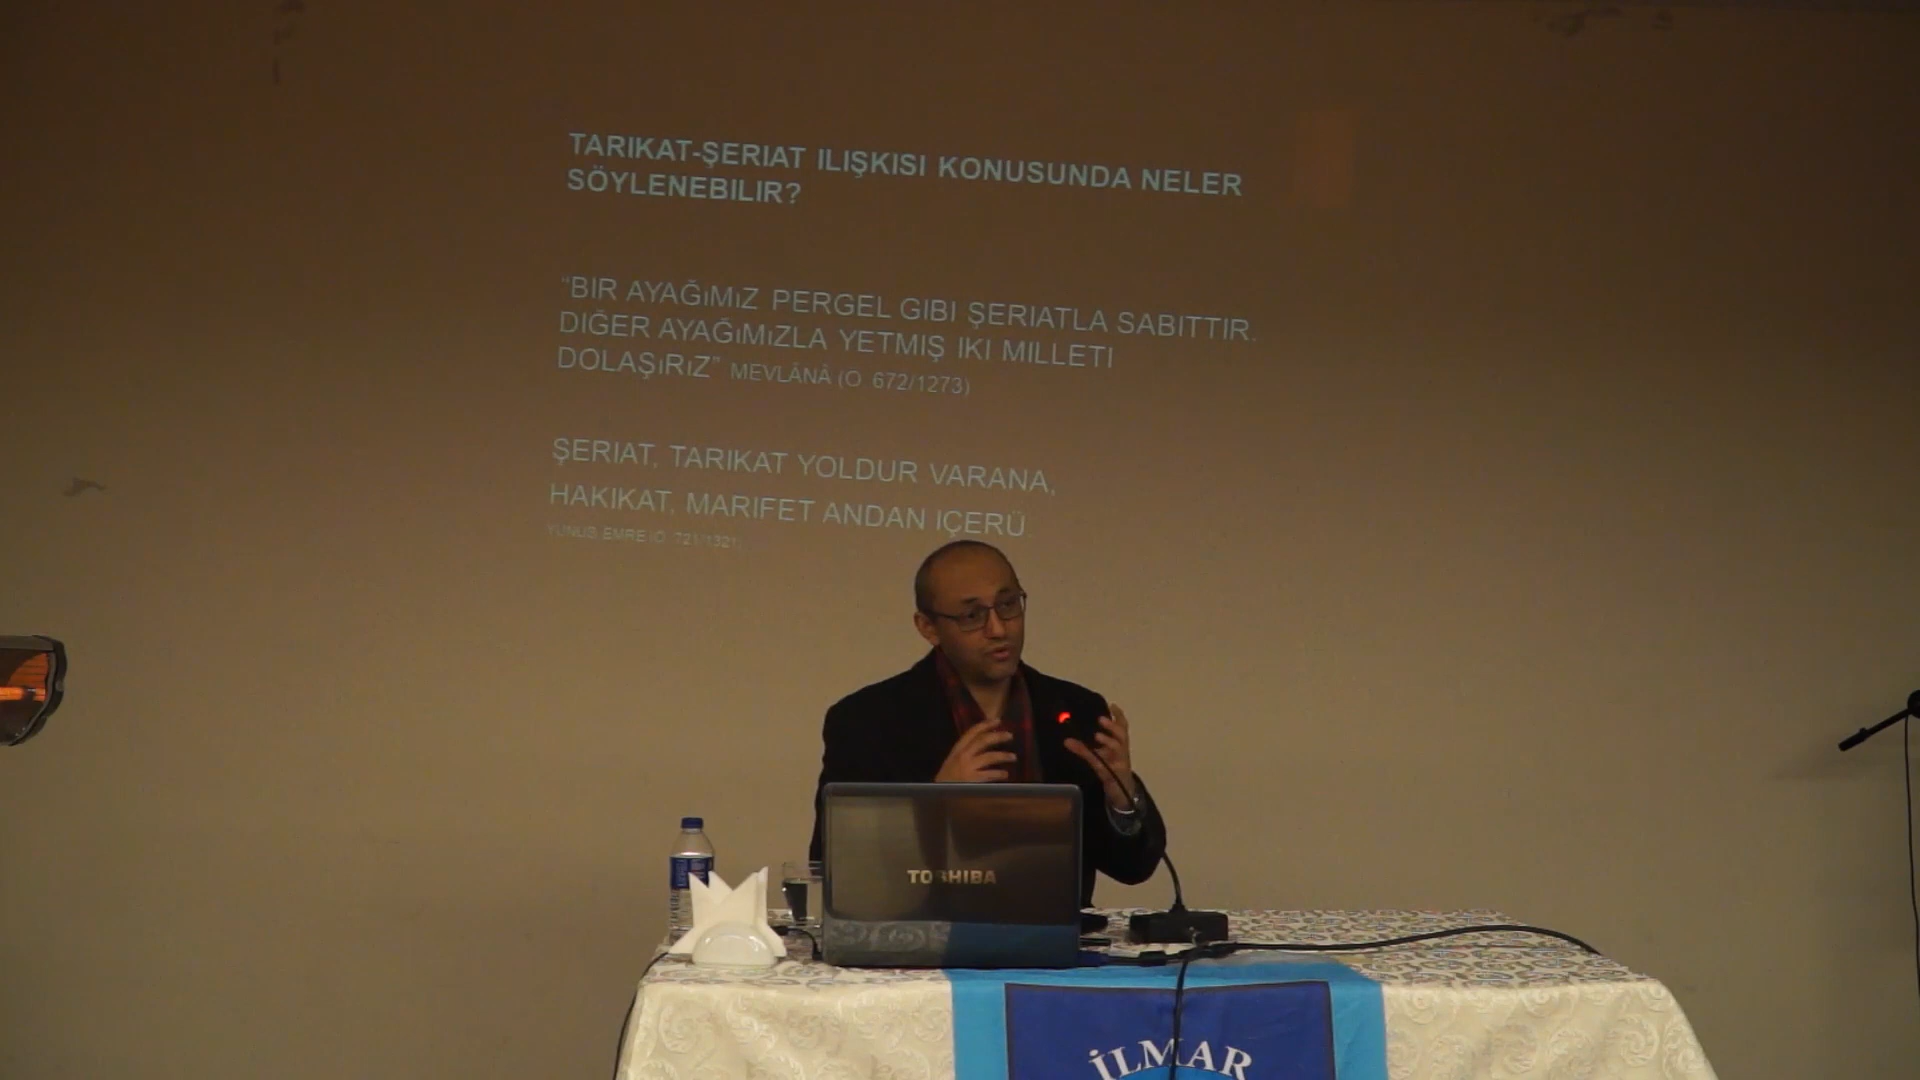 TARIKAT-ŞERIAT ILIŞKISI KONUSUNDA NELER
SÖYLENEBILIR?
“BIR AYAĞıMıZ PERGEL GIBI ŞERIATLA SABITTIR.
DIĞER AYAĞıMıZLA YETMIŞ IKI MILLETI
DOLAŞıRıZ” MEVLÂNÂ (O 672/1273)
ŞERIAT, TARIKAT YOLDUR VARANA,
HAKIKAT, MARIFET ANDAN IÇERÜ.
YUNUS EMRE (O 721/1321)
TOSHIBA
İLMAR